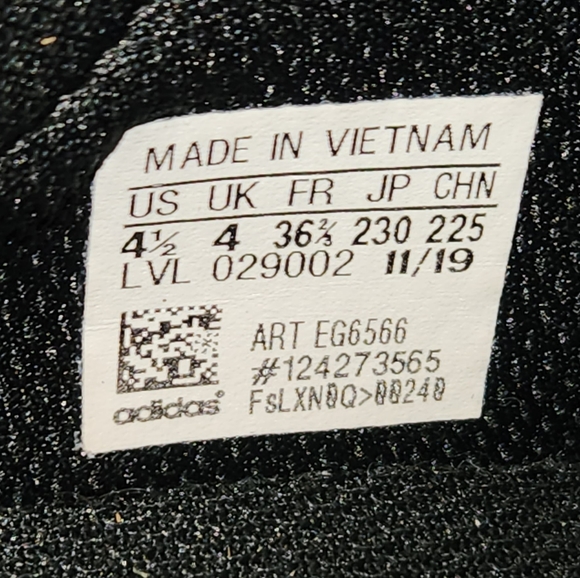 MADE IN VIETNAM
US UK FR JP CHN
4½ 4 36⅔ 230 225
LVL 029002 11/19
ART EG6566
#124273565
adidas® FsLXN0Q>00240